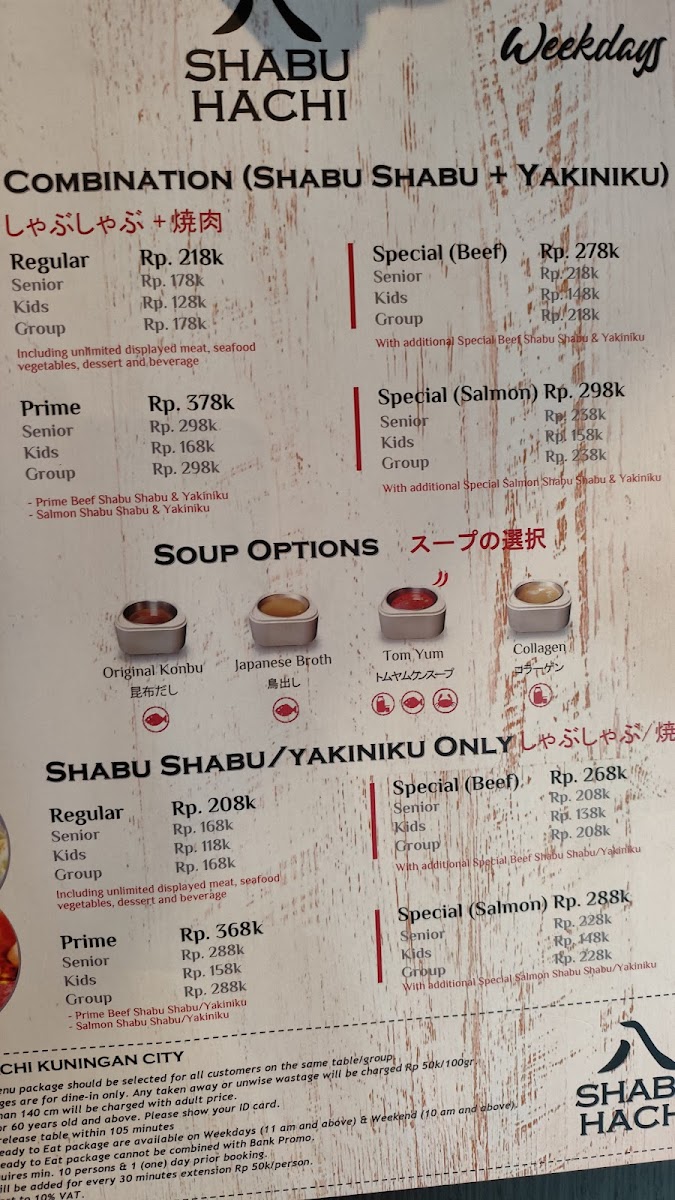 SHABU
HACHI
Weekdays
COMBINATION (SHABU SHABU + YAKINIKU)
しゃぶしゃぶ + 焼肉
Regular Rp. 218k
Senior Rp. 178k
Kids Rp. 128k
Group Rp. 178k
Including unlimited displayed meat, seafood
vegetables, dessert and beverage
Special (Beef) Rp. 278k
Senior Rp. 218k
Kids Rp. 148k
Group Rp. 218k
With additional Special Beef Shabu Shabu & Yakiniku
Prime Rp. 378k
Senior Rp. 298k
Kids Rp. 168k
Group Rp. 298k
- Prime Beef Shabu Shabu & Yakiniku
- Salmon Shabu Shabu & Yakiniku
Special (Salmon) Rp. 298k
Senior Rp. 238k
Kids Rp. 158k
Group Rp. 238k
With additional Special Salmon Shabu Shabu & Yakiniku
SOUP OPTIONS スープの選択
Original Konbu
昆布だし
Japanese Broth
鳥出し
Tom Yum
トムヤムケンスープ
Collagen
コラーゲン
SHABU SHABU/YAKINIKU ONLY しゃぶしゃぶ/焼
Regular Rp. 208k
Senior Rp. 168k
Kids Rp. 118k
Group Rp. 168k
Including unlimited displayed meat, seafood
vegetables, dessert and beverage
Special (Beef) Rp. 268k
Senior Rp. 208k
Kids Rp. 138k
Group Rp. 208k
With additional Special Beef Shabu Shabu/Yakiniku
Prime Rp. 368k
Senior Rp. 288k
Kids Rp. 158k
Group Rp. 288k
- Prime Beef Shabu Shabu/Yakiniku
- Salmon Shabu Shabu/Yakiniku
Special (Salmon) Rp. 288k
Senior Rp. 228k
Kids Rp. 148k
Group Rp. 228k
With additional Special Salmon Shabu Shabu/Yakiniku
CHI KUNINGAN CITY
enu package should be selected for all customers on the same table/group.
ges are for dine-in only. Any taken away or unwise wastage will be charged Rp 50k/100gr.
han 140 cm will be charged with adult price.
or 60 years old and above. Please show your ID card.
release table within 105 minutes
eady to Eat package are available on Weekdays (11 am and above) & Weekend (10 am and above).
eady to Eat package cannot be combined with Bank Promo.
uires min. 10 persons & 1 (one) day prior booking.
ill be added for every 30 minutes extension Rp 50k/person.
to 10% VAT.
SHAB
HACH